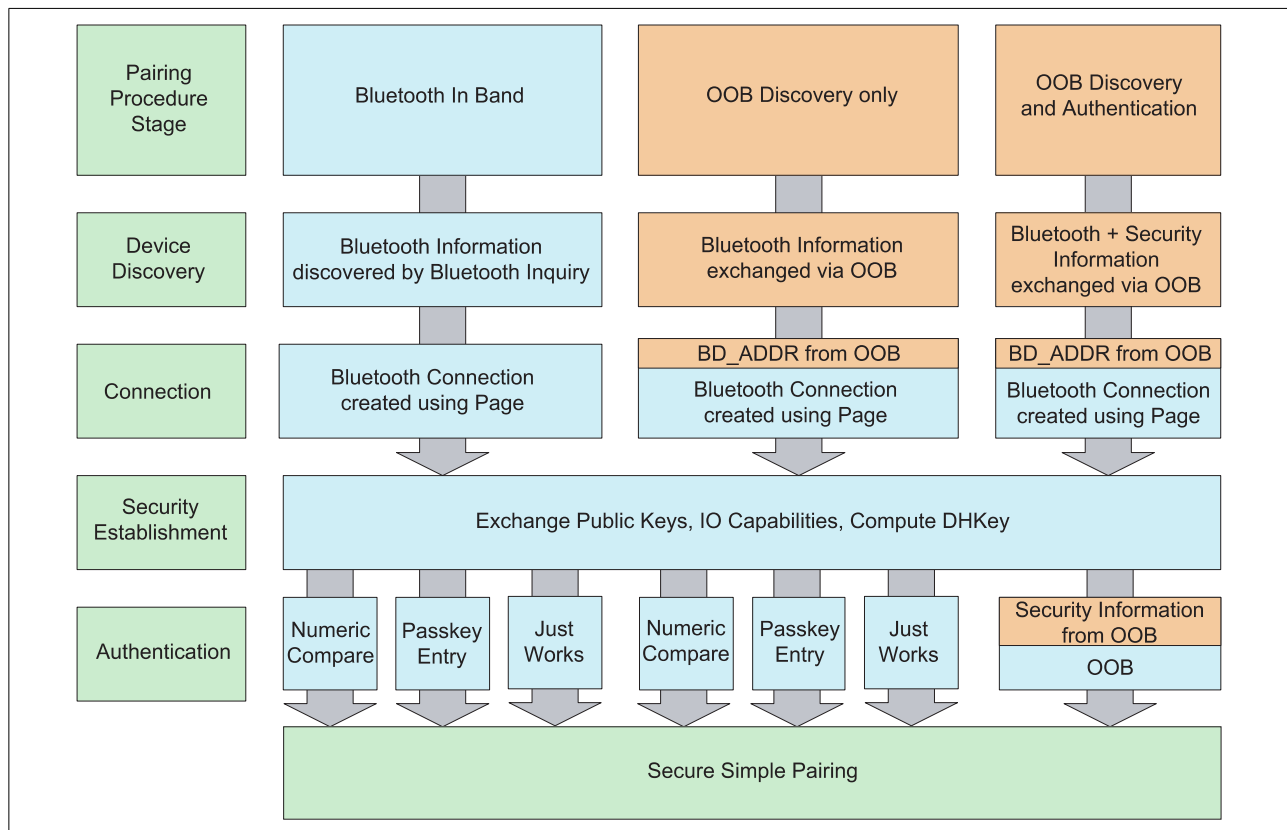 Pairing
Procedure
Stage
Bluetooth In Band
OOB Discovery only
OOB Discovery
and Authentication
Device
Discovery
Bluetooth Information
discovered by Bluetooth Inquiry
Bluetooth Information
exchanged via OOB
Bluetooth + Security
Information
exchanged via OOB
Connection
Bluetooth Connection
created using Page
BD_ADDR from OOB
Bluetooth Connection
created using Page
BD_ADDR from OOB
Bluetooth Connection
created using Page
Security
Establishment
Exchange Public Keys, IO Capabilities, Compute DHKey
Authentication
Numeric
Compare
Passkey
Entry
Just
Works
Numeric
Compare
Passkey
Entry
Just
Works
Security Information
from OOB
OOB
Secure Simple Pairing